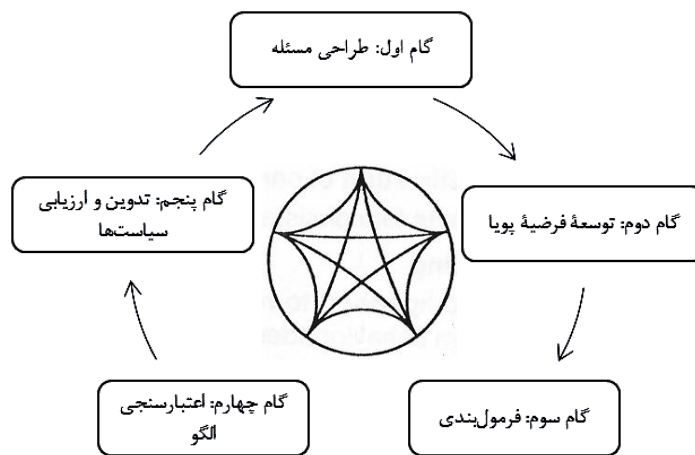 گام اول: طراحی مسئله
گام دوم: توسعهٔ فرضیهٔ پویا
گام سوم: فرمول‌بندی
گام چهارم: اعتبارسنجی
الگو
گام پنجم: تدوین و ارزیابی
سیاست‌ها